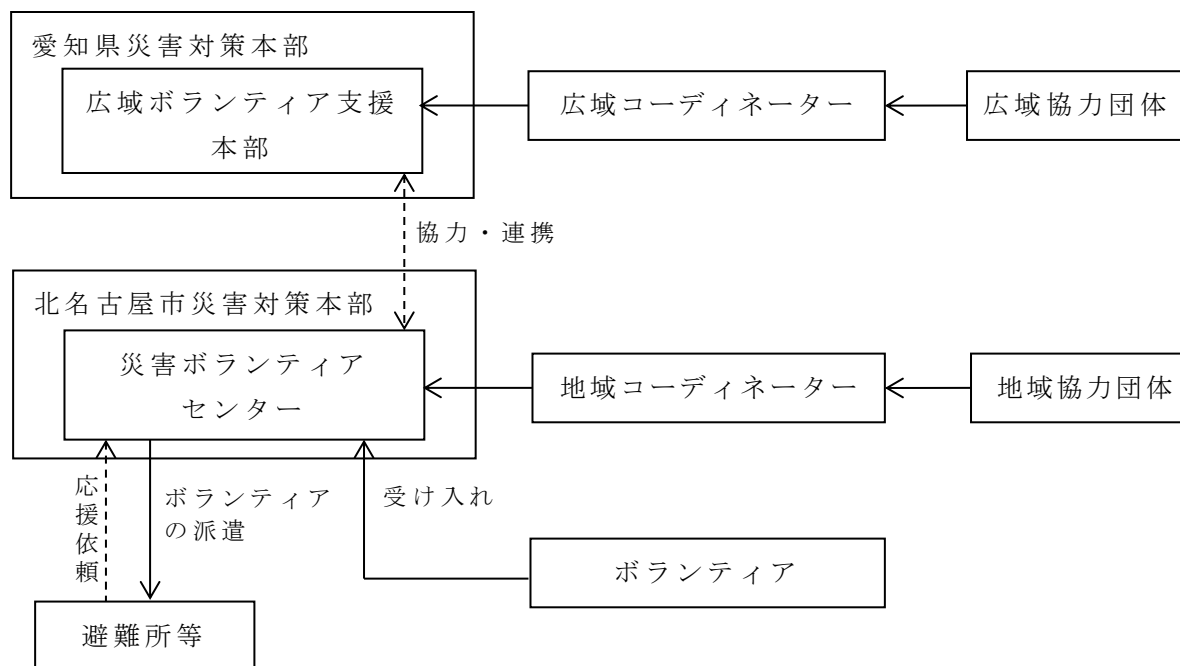 愛知県災害対策本部
広域ボランティア支援
本部
広域コーディネーター
広域協力団体
協力・連携
北名古屋市災害対策本部
災害ボランティア
センター
地域コーディネーター
地域協力団体
応援依頼
ボランティア
の派遣
受け入れ
ボランティア
避難所等